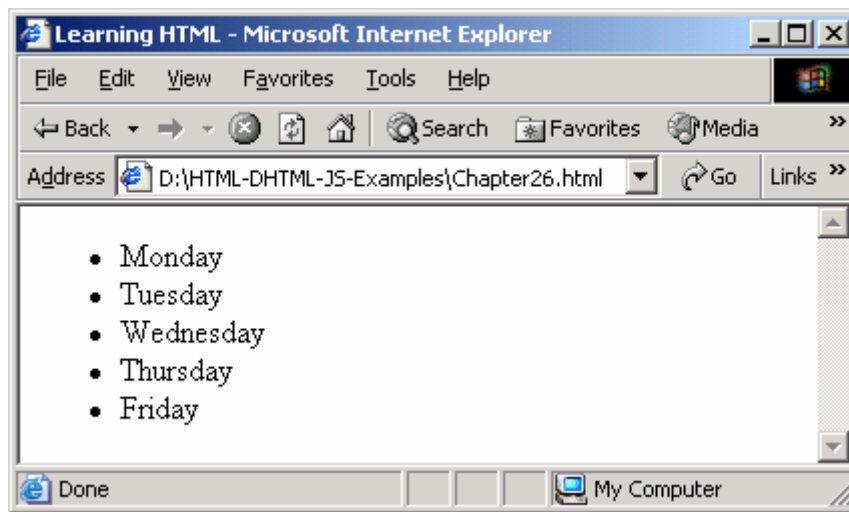 Learning HTML - Microsoft Internet Explorer
File Edit View Favorites Tools Help
Back Search Favorites Media »
Address D:\HTML-DHTML-JS-Examples\Chapter26.html Go Links »
• Monday
• Tuesday
• Wednesday
• Thursday
• Friday
Done My Computer